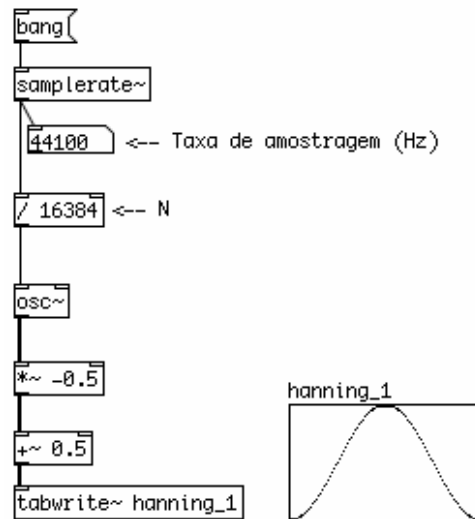 bang
samplerate~
44100 <-- Taxa de amostragem (Hz)
/ 16384 <-- N
osc~
*~ -0.5
hanning_1
+~ 0.5
tabwrite~ hanning_1